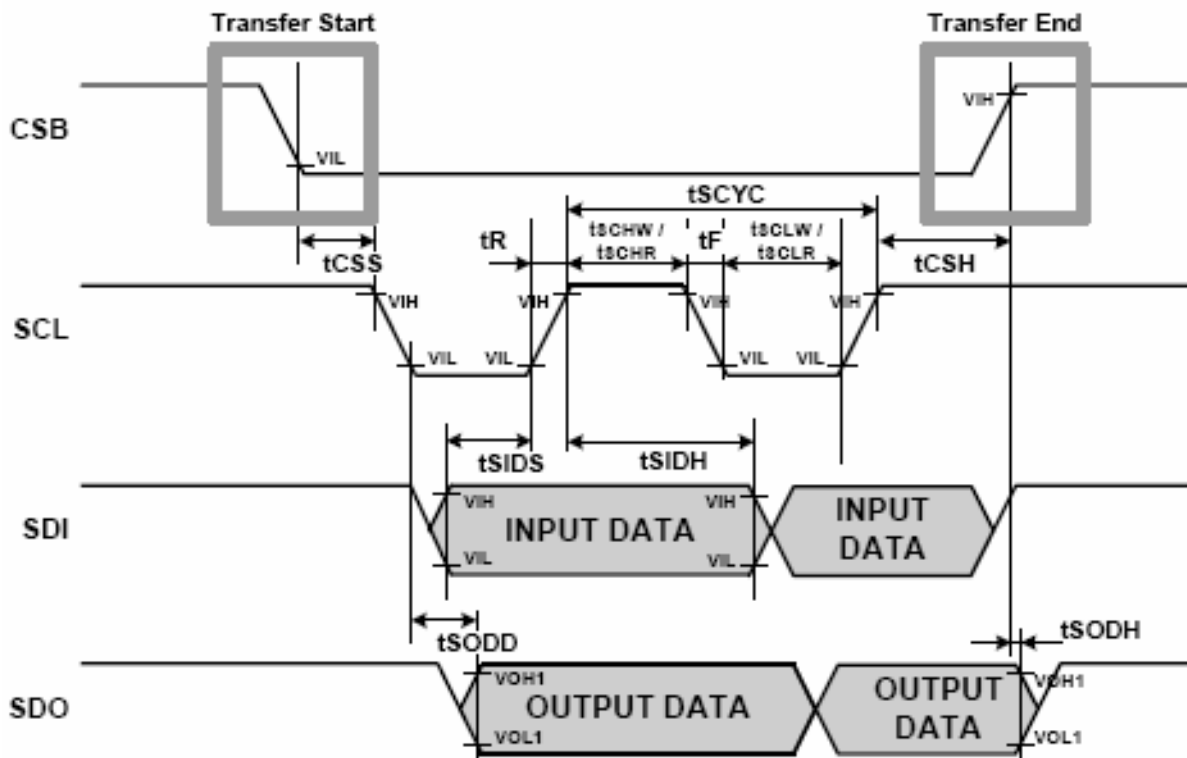 Transfer Start
Transfer End
CSB
VIL
VIH
tSCYC
tCSS
tR
tSCHW /
tSCHR
tF
tSCLW /
tSCLR
tCSH
SCL
VIH
VIL
VIL
VIH
VIH
VIL
VIL
VIH
tSIDS
tSIDH
SDI
VIH
VIL
INPUT DATA
VIH
VIL
INPUT
DATA
tSODD
tSODH
SDO
VOH1
VOL1
OUTPUT DATA
OUTPUT
DATA
VOH1
VOL1